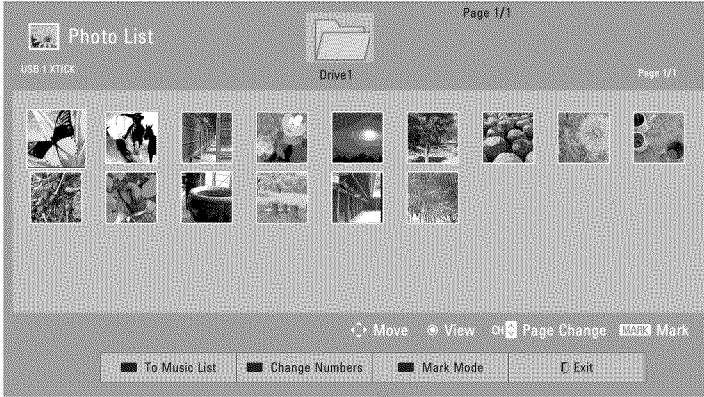 Page 1/1
Photo List
USB 1 XTICK
Drive1
Page 1/1
Move View CH Page Change MARK Mark
To Music List Change Numbers Mark Mode Exit